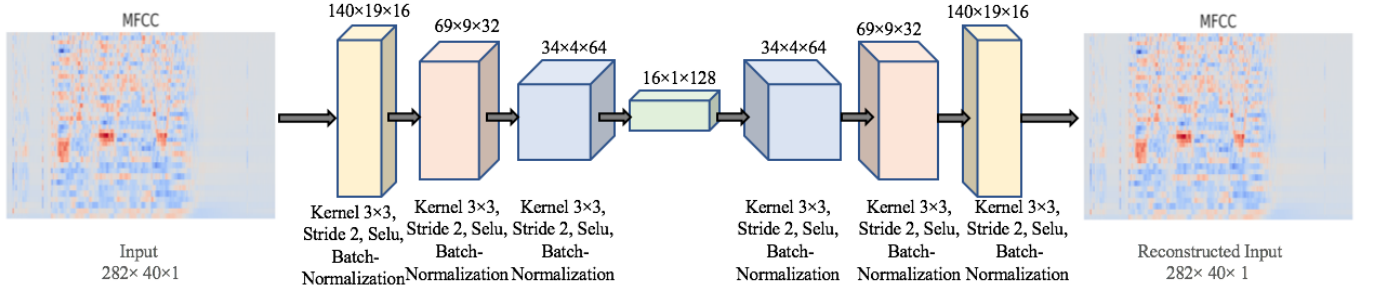 MFCC
140×19×16
69×9×32
34×4×64
16×1×128
34×4×64
69×9×32
140×19×16
MFCC
Kernel 3×3,
Stride 2, Selu,
Batch-
Normalization
Kernel 3×3,
Stride 2, Selu,
Batch-
Normalization
Kernel 3×3,
Stride 2, Selu,
Batch-
Normalization
Kernel 3×3,
Stride 2, Selu,
Batch-
Normalization
Kernel 3×3,
Stride 2, Selu,
Batch-
Normalization
Kernel 3×3,
Stride 2, Selu,
Batch-
Normalization
Input
282× 40×1
Reconstructed Input
282× 40× 1